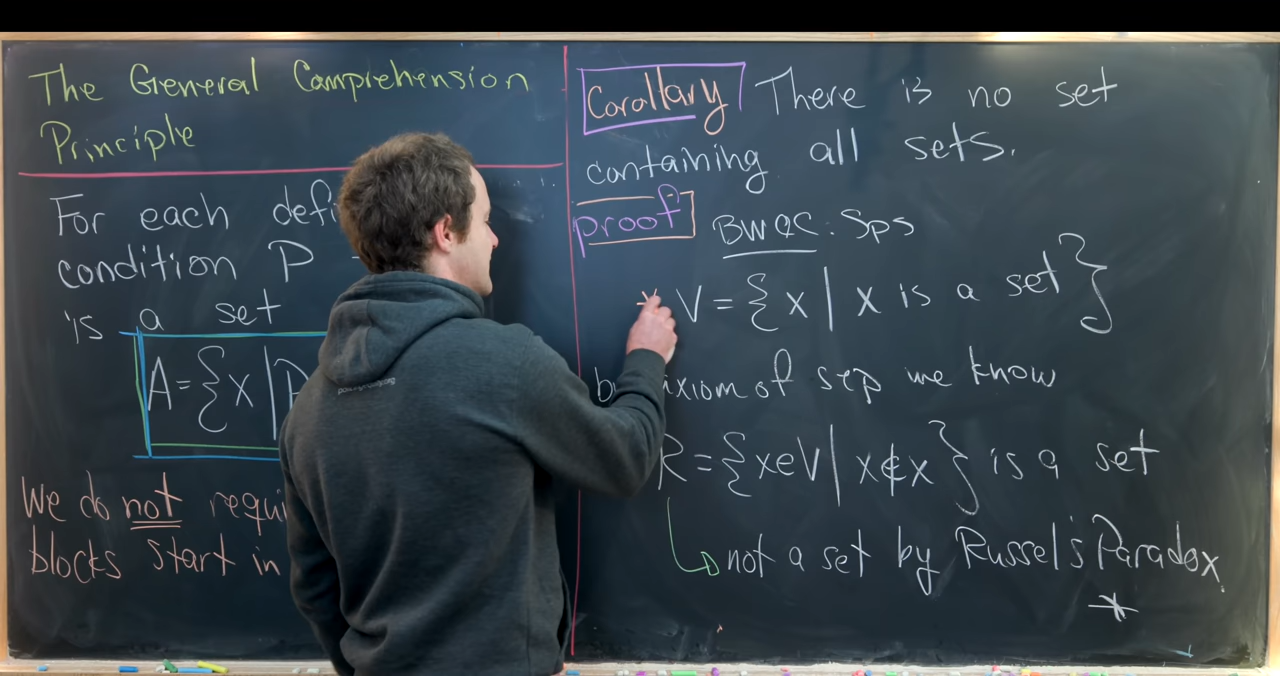 The General Comprehension
Principle
For each defi
condition P
is a set
A = { x | P
We do not requi
blocks start in
Corollary There is no set
containing all sets.
proof BWOC: Sps
V = { x | x is a set }
by axiom of sep we know
R = { x∈V | x∉x } is a set
not a set by Russel's Paradox